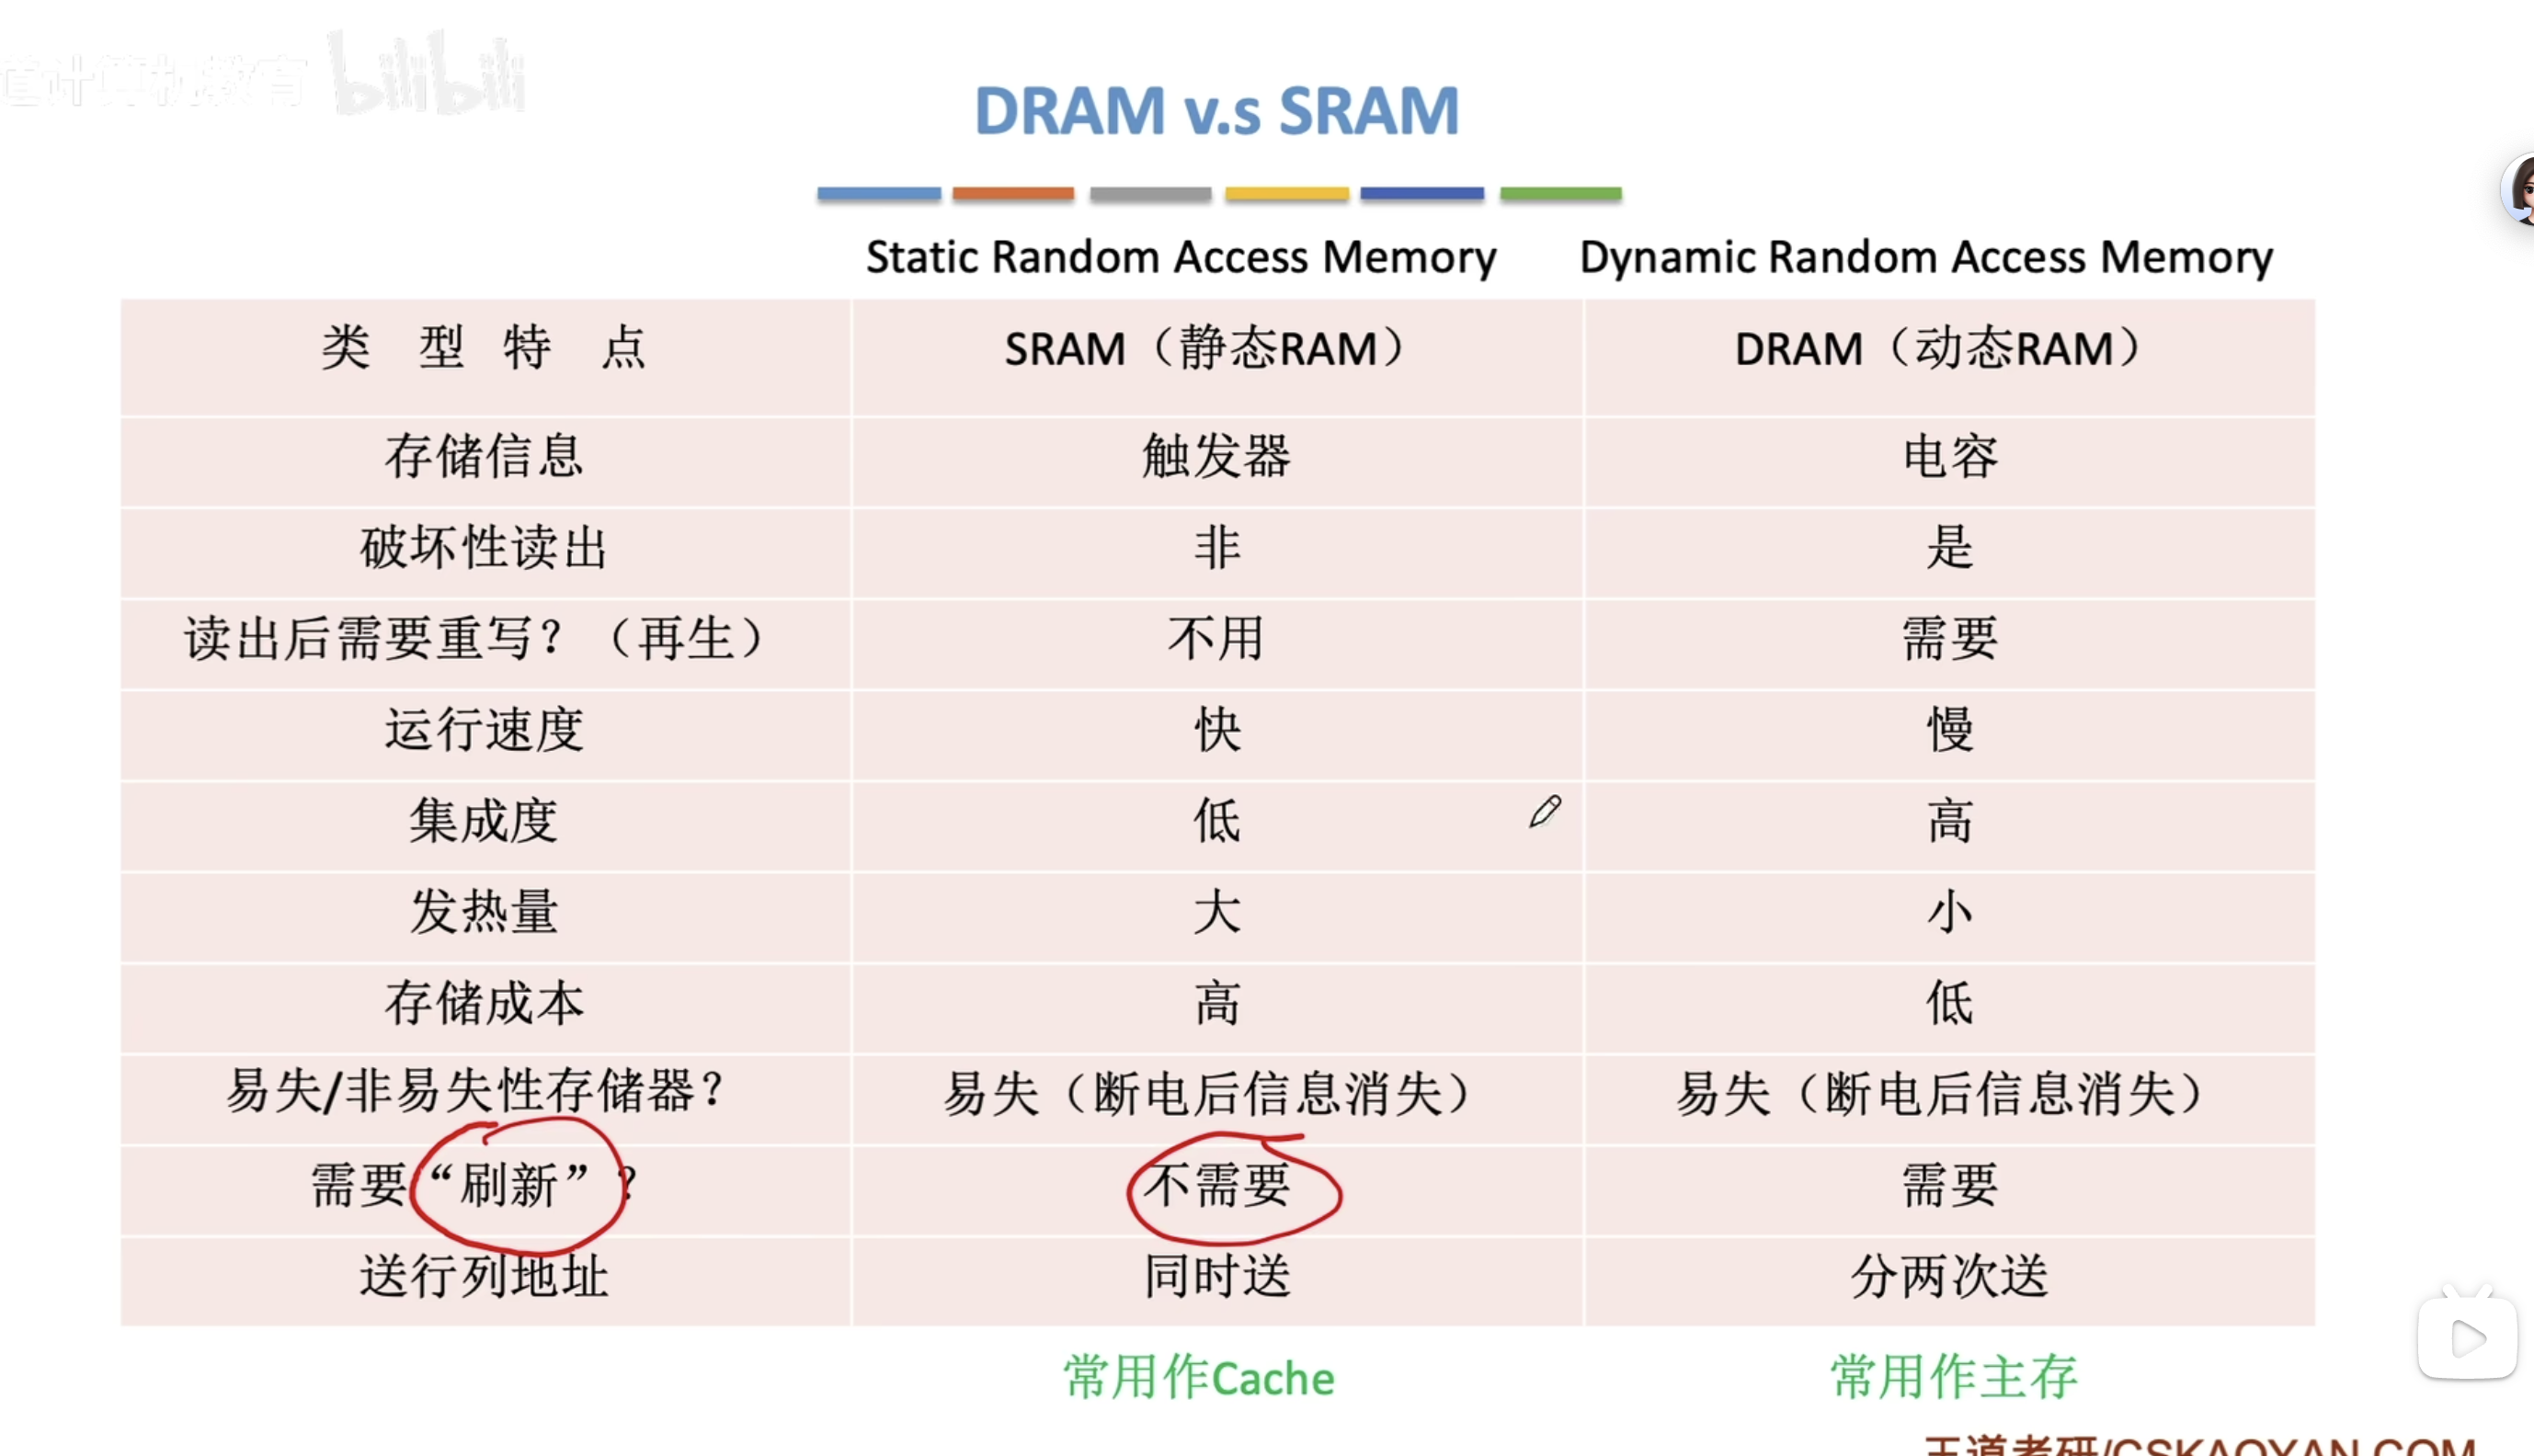 道计算机教育 bilibili
DRAM v.s SRAM
Static Random Access Memory Dynamic Random Access Memory
类 型 特 点 SRAM（静态RAM） DRAM（动态RAM）
存储信息 触发器 电容
破坏性读出 非 是
读出后需要重写？（再生） 不用 需要
运行速度 快 慢
集成度 低 高
发热量 大 小
存储成本 高 低
易失/非易失性存储器？ 易失（断电后信息消失） 易失（断电后信息消失）
需要“刷新”？ 不需要 需要
送行列地址 同时送 分两次送
常用作Cache 常用作主存
王道考研/CSKAOYAN.COM